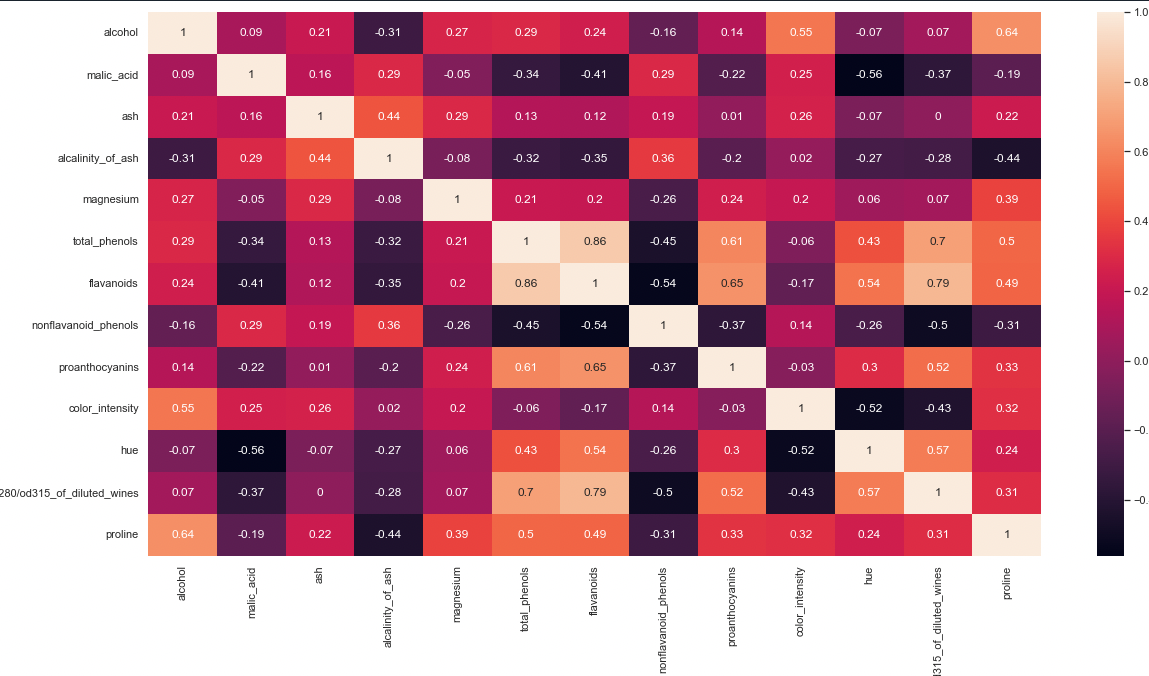 alcohol 1 0.09 0.21 -0.31 0.27 0.29 0.24 -0.16 0.14 0.55 -0.07 0.07 0.64
malic_acid 0.09 1 0.16 0.29 -0.05 -0.34 -0.41 0.29 -0.22 0.25 -0.56 -0.37 -0.19
ash 0.21 0.16 1 0.44 0.29 0.13 0.12 0.19 0.01 0.26 -0.07 0 0.22
alcalinity_of_ash -0.31 0.29 0.44 1 -0.08 -0.32 -0.35 0.36 -0.2 0.02 -0.27 -0.28 -0.44
magnesium 0.27 -0.05 0.29 -0.08 1 0.21 0.2 -0.26 0.24 0.2 0.06 0.07 0.39
total_phenols 0.29 -0.34 0.13 -0.32 0.21 1 0.86 -0.45 0.61 -0.06 0.43 0.7 0.5
flavanoids 0.24 -0.41 0.12 -0.35 0.2 0.86 1 -0.54 0.65 -0.17 0.54 0.79 0.49
nonflavanoid_phenols -0.16 0.29 0.19 0.36 -0.26 -0.45 -0.54 1 -0.37 0.14 -0.26 -0.5 -0.31
proanthocyanins 0.14 -0.22 0.01 -0.2 0.24 0.61 0.65 -0.37 1 -0.03 0.3 0.52 0.33
color_intensity 0.55 0.25 0.26 0.02 0.2 -0.06 -0.17 0.14 -0.03 1 -0.52 -0.43 0.32
hue -0.07 -0.56 -0.07 -0.27 0.06 0.43 0.54 -0.26 0.3 -0.52 1 0.57 0.24
280/od315_of_diluted_wines 0.07 -0.37 0 -0.28 0.07 0.7 0.79 -0.5 0.52 -0.43 0.57 1 0.31
proline 0.64 -0.19 0.22 -0.44 0.39 0.5 0.49 -0.31 0.33 0.32 0.24 0.31 1
alcohol
malic_acid
ash
alcalinity_of_ash
magnesium
total_phenols
flavanoids
nonflavanoid_phenols
proanthocyanins
color_intensity
hue
315_of_diluted_wines
proline
1.0
0.8
0.6
0.4
0.2
0.0